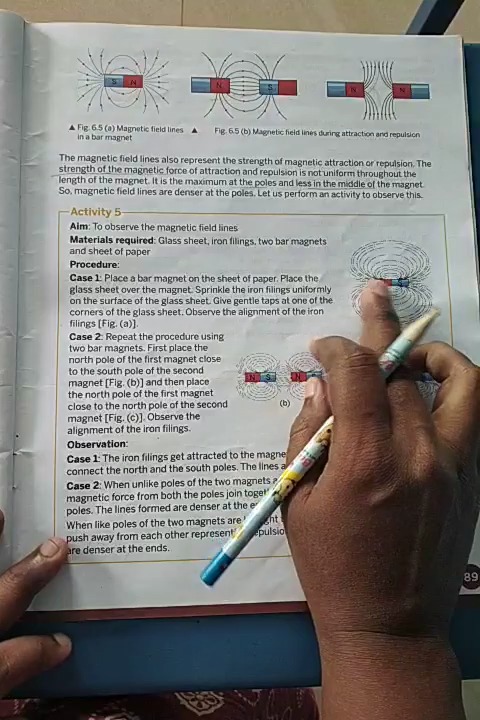 S N
N S
N N
▲ Fig. 6.5 (a) Magnetic field lines in a bar magnet
▲ Fig. 6.5 (b) Magnetic field lines during attraction and repulsion
The magnetic field lines also represent the strength of magnetic attraction or repulsion. The
strength of the magnetic force of attraction and repulsion is not uniform throughout the
length of the magnet. It is the maximum at the poles and less in the middle of the magnet.
So, magnetic field lines are denser at the poles. Let us perform an activity to observe this.
Activity 5
Aim: To observe the magnetic field lines
Materials required: Glass sheet, iron filings, two bar magnets
and sheet of paper
Procedure:
Case 1: Place a bar magnet on the sheet of paper. Place the
glass sheet over the magnet. Sprinkle the iron filings uniformly
on the surface of the glass sheet. Give gentle taps at one of the
corners of the glass sheet. Observe the alignment of the iron
filings [Fig. (a)].
Case 2: Repeat the procedure using
two bar magnets. First place the
north pole of the first magnet close
to the south pole of the second
magnet [Fig. (b)] and then place
the north pole of the first magnet
close to the north pole of the second
magnet [Fig. (c)]. Observe the
alignment of the iron filings.
N S N
(b)
Observation:
Case 1: The iron filings get attracted to the magne
connect the north and the south poles. The lines a
Case 2: When unlike poles of the two magnets a
magnetic force from both the poles join toget
poles. The lines formed are denser at the e
When like poles of the two magnets are
push away from each other represent
are denser at the ends.
89